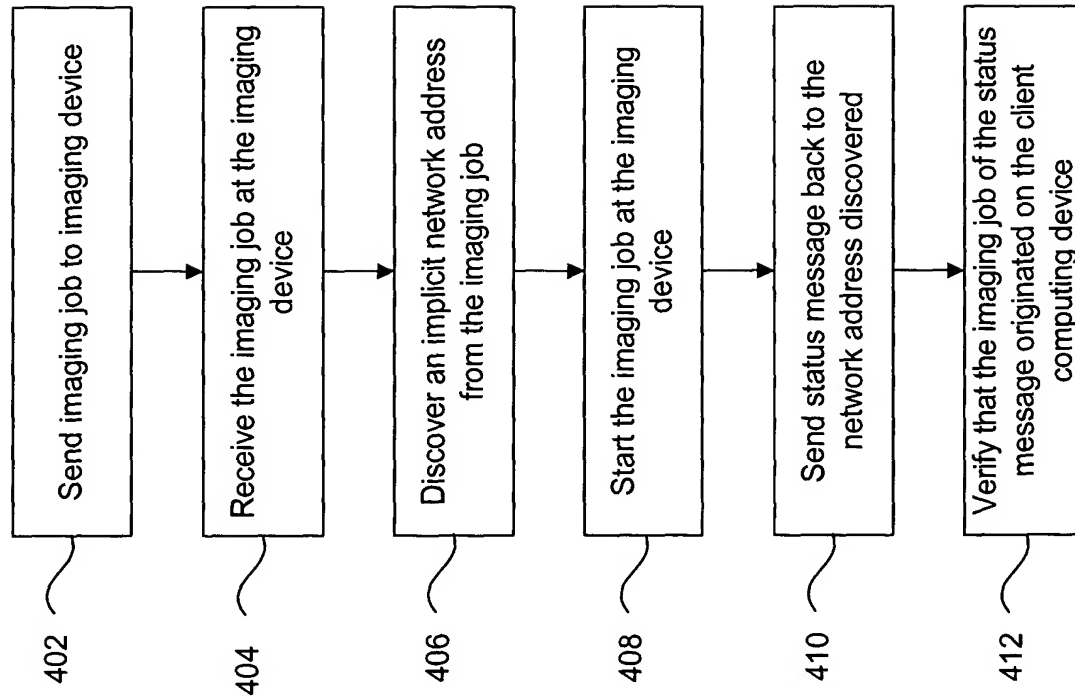 402
Send imaging job to imaging device
404
Receive the imaging job at the imaging
device
406
Discover an implicit network address
from the imaging job
408
Start the imaging job at the imaging
device
410
Send status message back to the
network address discovered
412
Verify that the imaging job of the status
message originated on the client
computing device